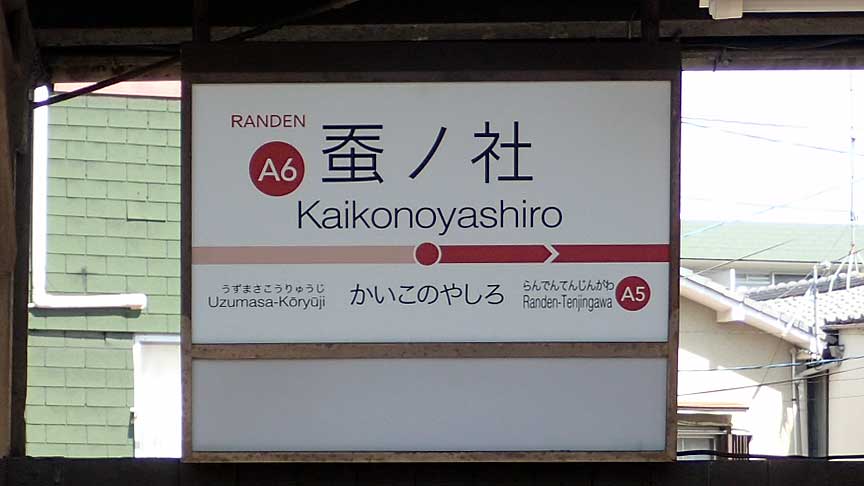 RANDEN
A6 蚕ノ社
Kaikonoyashiro
うずまさこうりゅうじ
Uzumasa-Kōryūji
かいこのやしろ
らんでんてんじんがわ
Randen-Tenjingawa
A5